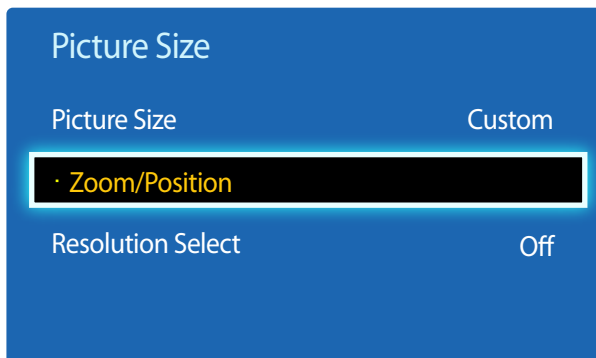 Picture Size
Picture Size Custom
· Zoom/Position
Resolution Select Off